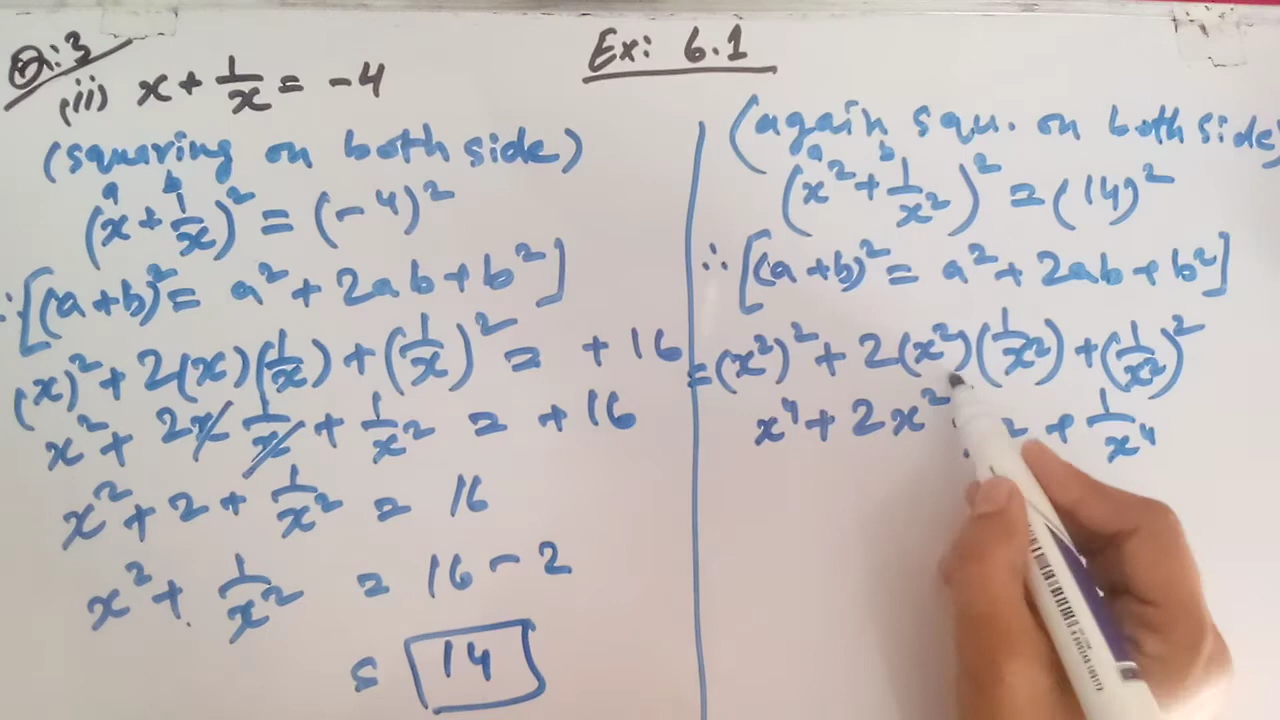 Q:3
Ex: 6.1
(ii) x + 1/x = -4
(squaring on both side)
a b
(x + 1/x)² = (-4)²
∴ [(a+b)² = a² + 2ab + b²]
(x)² + 2(x)(1/x) + (1/x)² = +16
x² + 2x 1/x + 1/x² = +16
x² + 2 + 1/x² = 16
x² + 1/x² = 16 - 2
= 14
(again squ. on both side)
a b
(x² + 1/x²)² = (14)²
∴ [(a+b)² = a² + 2ab + b²]
= (x²)² + 2(x²)(1/x²) + (1/x²)²
x⁴ + 2x² + 1/x⁴